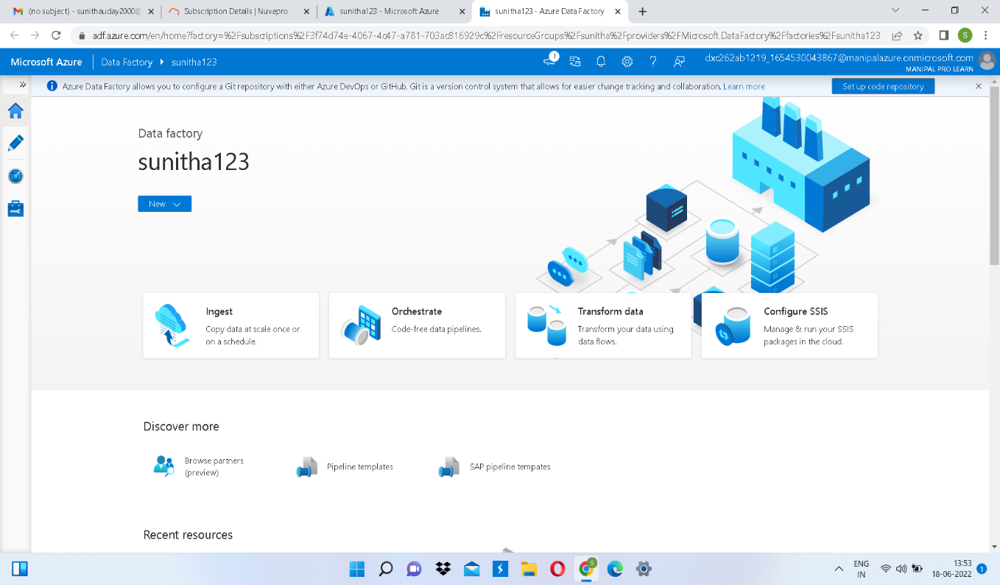 (no subject) - sunithauday2000@
Subscription Details | Nuvepro
sunitha123 - Microsoft Azure
sunitha123 - Azure Data Factory
adf.azure.com/en/home?factory=%2Fsubscriptions%2F3f74d74e-4067-4a47-a781-703ac816929c%2FresourceGroups%2Fsunitha%2Fproviders%2FMicrosoft.DataFactory%2Ffactories%2Fsunitha123
S
Microsoft Azure
Data Factory
sunitha123
1
dxc262ab1219_1654530043867@manipalazure.onmicrosoft.com
MANIPAL PRO LEARN
Azure Data Factory allows you to configure a Git repository with either Azure DevOps or GitHub. Git is a version control system that allows for easier change tracking and collaboration. Learn more
Set up code repository
Data factory
sunitha123
New
Ingest
Copy data at scale once or
on a schedule.
Orchestrate
Code-free data pipelines.
Transform data
Transform your data using
data flows.
Configure SSIS
Manage & run your SSIS
packages in the cloud.
Discover more
Browse partners
(preview)
Pipeline templates
SAP pipeline tempates
Recent resources
S
ENG
IN
13:53
18-06-2022
1